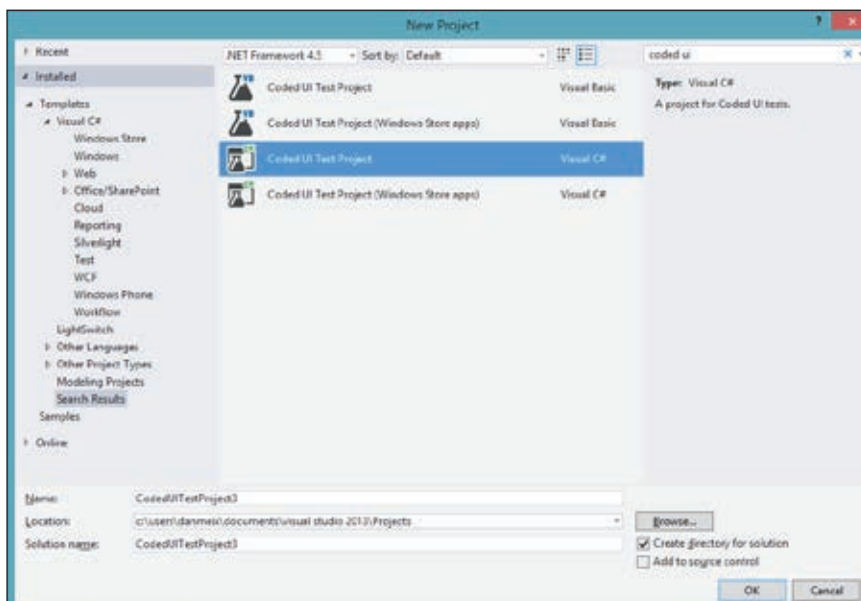 New Project
Recent
.NET Framework 4.5
Sort by: Default
coded ui
Installed
Templates
Visual C#
Windows Store
Windows
Web
Office/SharePoint
Cloud
Reporting
Silverlight
Test
WCF
Windows Phone
Workflow
LightSwitch
Other Languages
Other Project Types
Modeling Projects
Search Results
Samples
Online
Coded UI Test Project Visual Basic
Coded UI Test Project (Windows Store apps) Visual Basic
Coded UI Test Project Visual C#
Coded UI Test Project (Windows Store apps) Visual C#
Type: Visual C#
A project for Coded UI tests.
Name: CodedUITestProject3
Location: c:\users\danmeix\documents\visual studio 2013\Projects
Browse...
Solution name: CodedUITestProject3
Create directory for solution
Add to source control
OK
Cancel